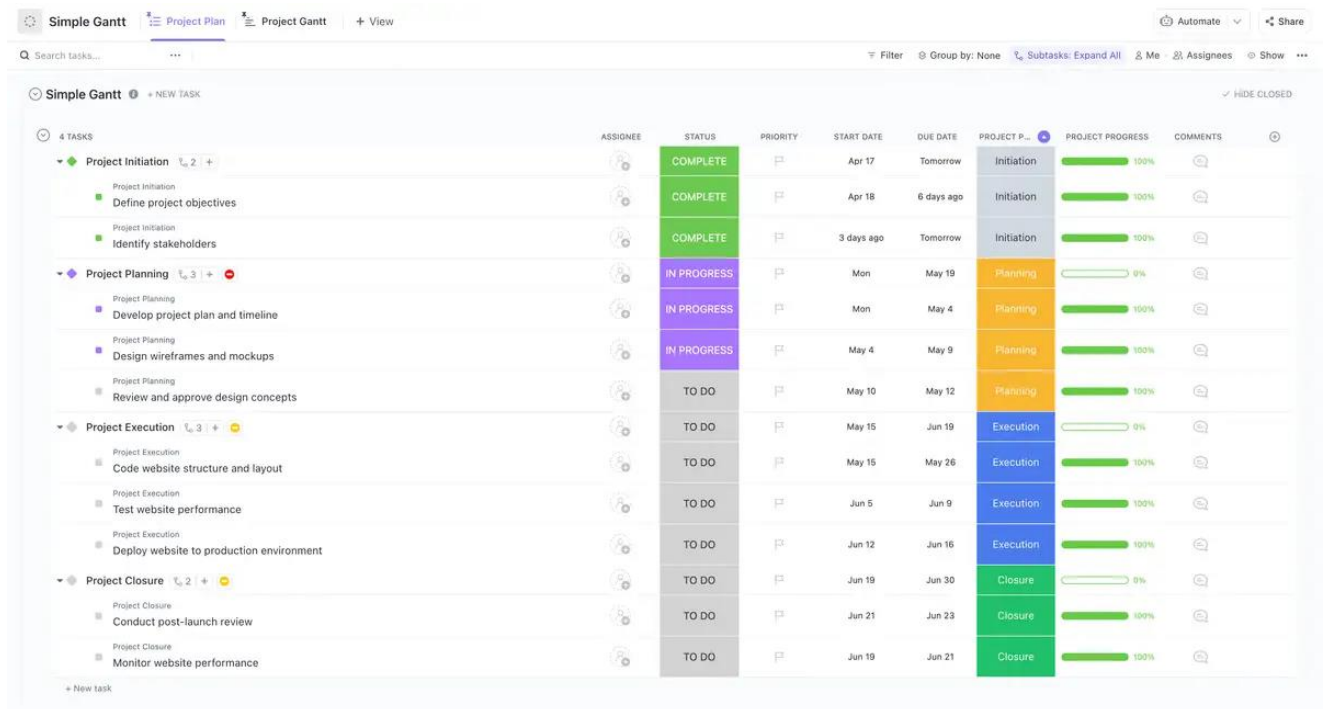 Simple Gantt Project Plan Project Gantt + View Automate Share
Search tasks... ... Filter Group by: None Subtasks: Expand All Me Assignees Show ...
Simple Gantt + NEW TASK HIDE CLOSED
4 TASKS ASSIGNEE STATUS PRIORITY START DATE DUE DATE PROJECT P... PROJECT PROGRESS COMMENTS
Project Initiation 2 + COMPLETE Apr 17 Tomorrow Initiation 100%
Project Initiation
Define project objectives COMPLETE Apr 18 6 days ago Initiation 100%
Project Initiation
Identify stakeholders COMPLETE 3 days ago Tomorrow Initiation 100%
Project Planning 3 + IN PROGRESS Mon May 19 Planning 0%
Project Planning
Develop project plan and timeline IN PROGRESS Mon May 4 Planning 100%
Project Planning
Design wireframes and mockups IN PROGRESS May 4 May 9 Planning 100%
Project Planning
Review and approve design concepts TO DO May 10 May 12 Planning 100%
Project Execution 3 + TO DO May 15 Jun 19 Execution 0%
Project Execution
Code website structure and layout TO DO May 15 May 26 Execution 100%
Project Execution
Test website performance TO DO Jun 5 Jun 9 Execution 100%
Project Execution
Deploy website to production environment TO DO Jun 12 Jun 16 Execution 100%
Project Closure 2 + TO DO Jun 19 Jun 30 Closure 0%
Project Closure
Conduct post-launch review TO DO Jun 21 Jun 23 Closure 100%
Project Closure
Monitor website performance TO DO Jun 19 Jun 21 Closure 100%
+ New task